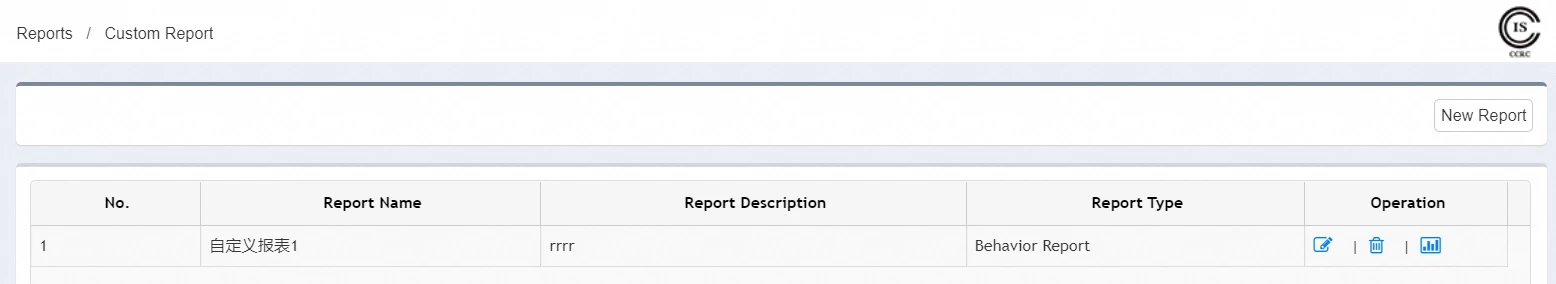 Reports / Custom Report
IS
CCRC
New Report
No. Report Name Report Description Report Type Operation
1 自定义报表1 rrrr Behavior Report | |